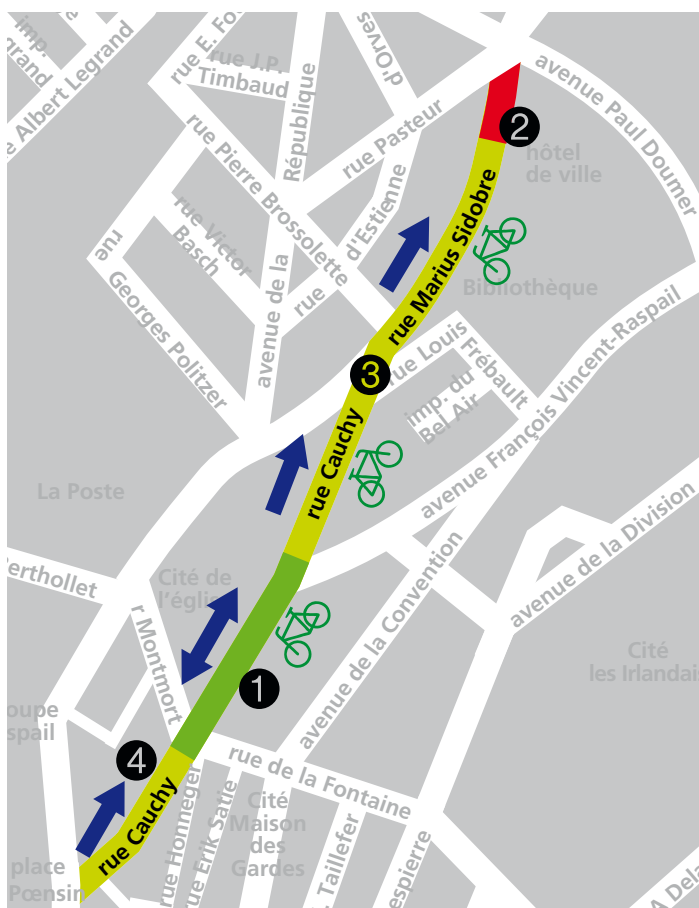 imp.
grand
e Albert Legrand
rue E. Fo
rue J.P.
Timbaud
d'Orves
avenue Paul Doumer
République
rue Pasteur
2
hôtel
de ville
rue Pierre Brossolette
rue Victor
Basch
rue
d'Estienne
rue Marius Sidobre
Bibliothèque
rue
Georges Politzer
avenue de la
3
rue Louis
Frébault
imp. du
Bel Air
avenue François Vincent-Raspail
rue Cauchy
La Poste
erthollet
Cité de
l'église
avenue de la Division
avenue de la Convention
r Montmort
1
Cité
les Irlandais
oupe
spail
4
rue de la Fontaine
rue Cauchy
rue Honneger
rue Erik Satie
Cité
Maison
des
Gardes
. Taillefer
espierre
place
Pœnsin
A Dela